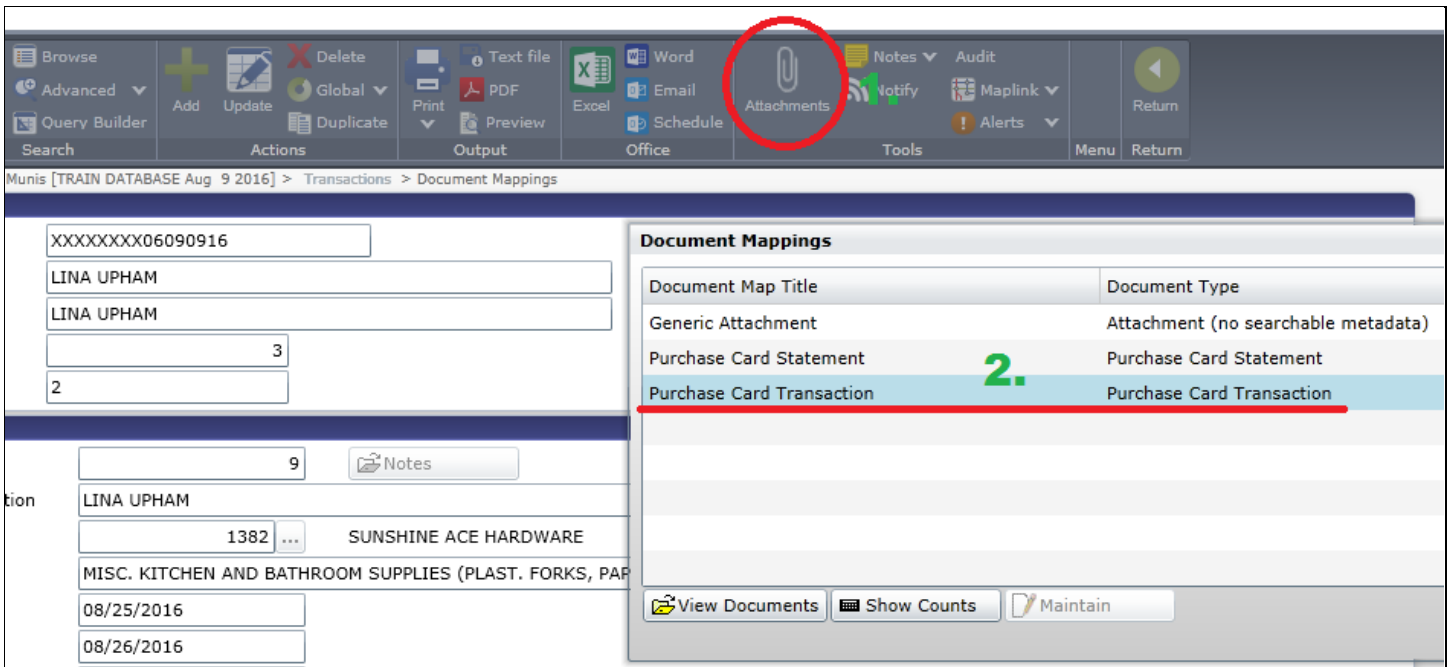 Browse
Advanced
Query Builder
Search
Add
Update
Delete
Global
Duplicate
Actions
Print
Text file
PDF
Preview
Output
Excel
Word
Email
Schedule
Office
Attachments
Notes
1.
Notify
Audit
Maplink
Alerts
Tools
Menu
Return
Return
Munis [TRAIN DATABASE Aug 9 2016] > Transactions > Document Mappings
XXXXXXXX06090916
LINA UPHAM
LINA UPHAM
3
2
9
Notes
tion LINA UPHAM
1382 ... SUNSHINE ACE HARDWARE
MISC. KITCHEN AND BATHROOM SUPPLIES (PLAST. FORKS, PAP
08/25/2016
08/26/2016
Document Mappings
Document Map Title Document Type
Generic Attachment Attachment (no searchable metadata)
Purchase Card Statement Purchase Card Statement
2.
Purchase Card Transaction Purchase Card Transaction
View Documents Show Counts Maintain